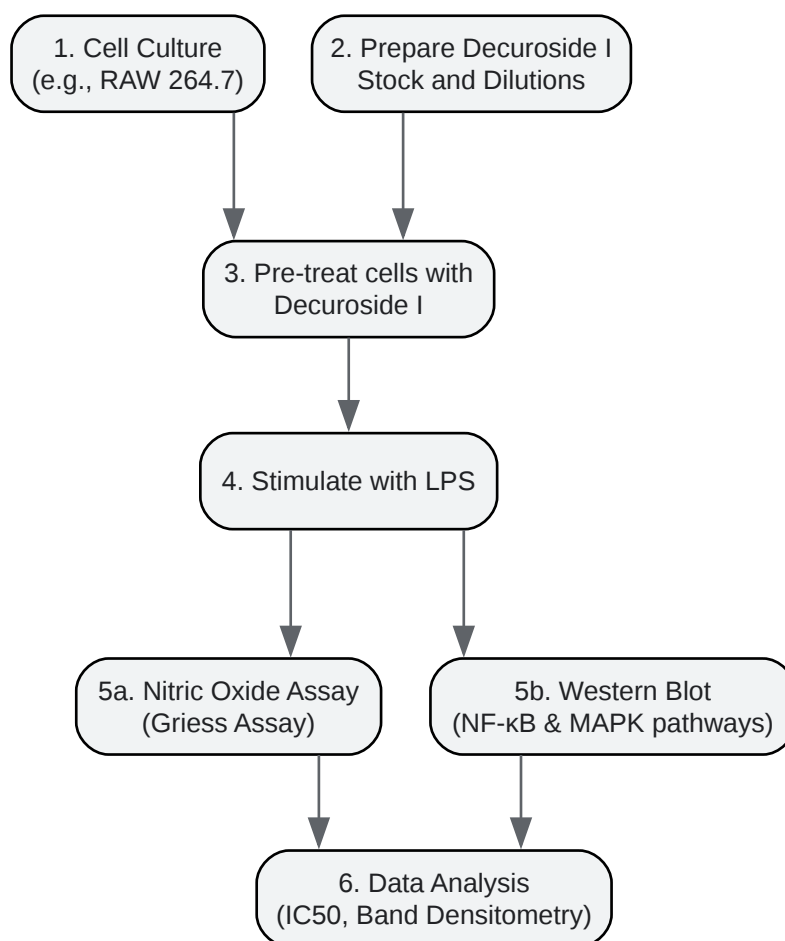 1. Cell Culture
(e.g., RAW 264.7)
2. Prepare Decuroside I
Stock and Dilutions
3. Pre-treat cells with
Decuroside I
4. Stimulate with LPS
5a. Nitric Oxide Assay
(Griess Assay)
5b. Western Blot
(NF-κB & MAPK pathways)
6. Data Analysis
(IC50, Band Densitometry)